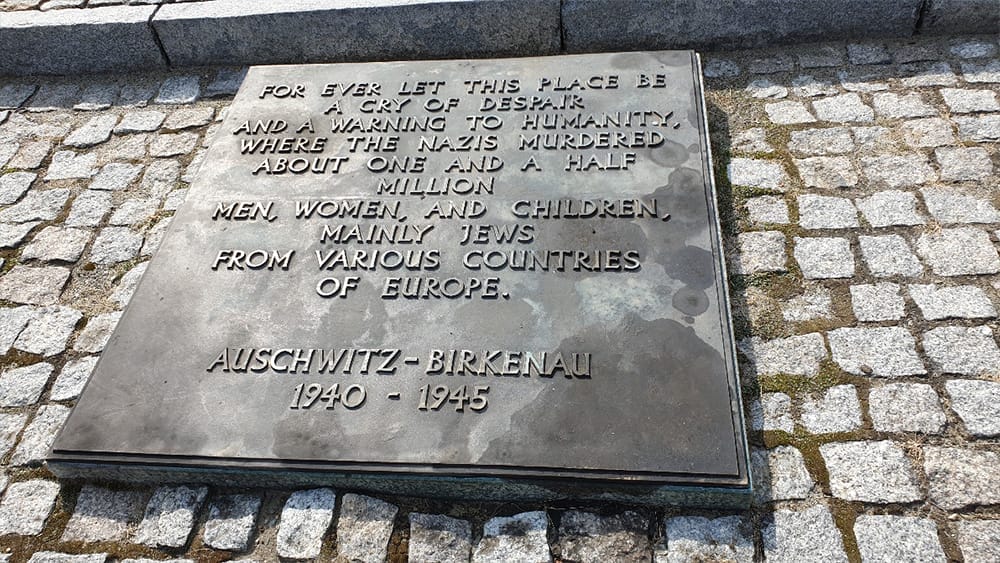 FOR EVER LET THIS PLACE BE
A CRY OF DESPAIR
AND A WARNING TO HUMANITY,
WHERE THE NAZIS MURDERED
ABOUT ONE AND A HALF
MILLION
MEN, WOMEN, AND CHILDREN,
MAINLY JEWS
FROM VARIOUS COUNTRIES
OF EUROPE.
AUSCHWITZ-BIRKENAU
1940 - 1945